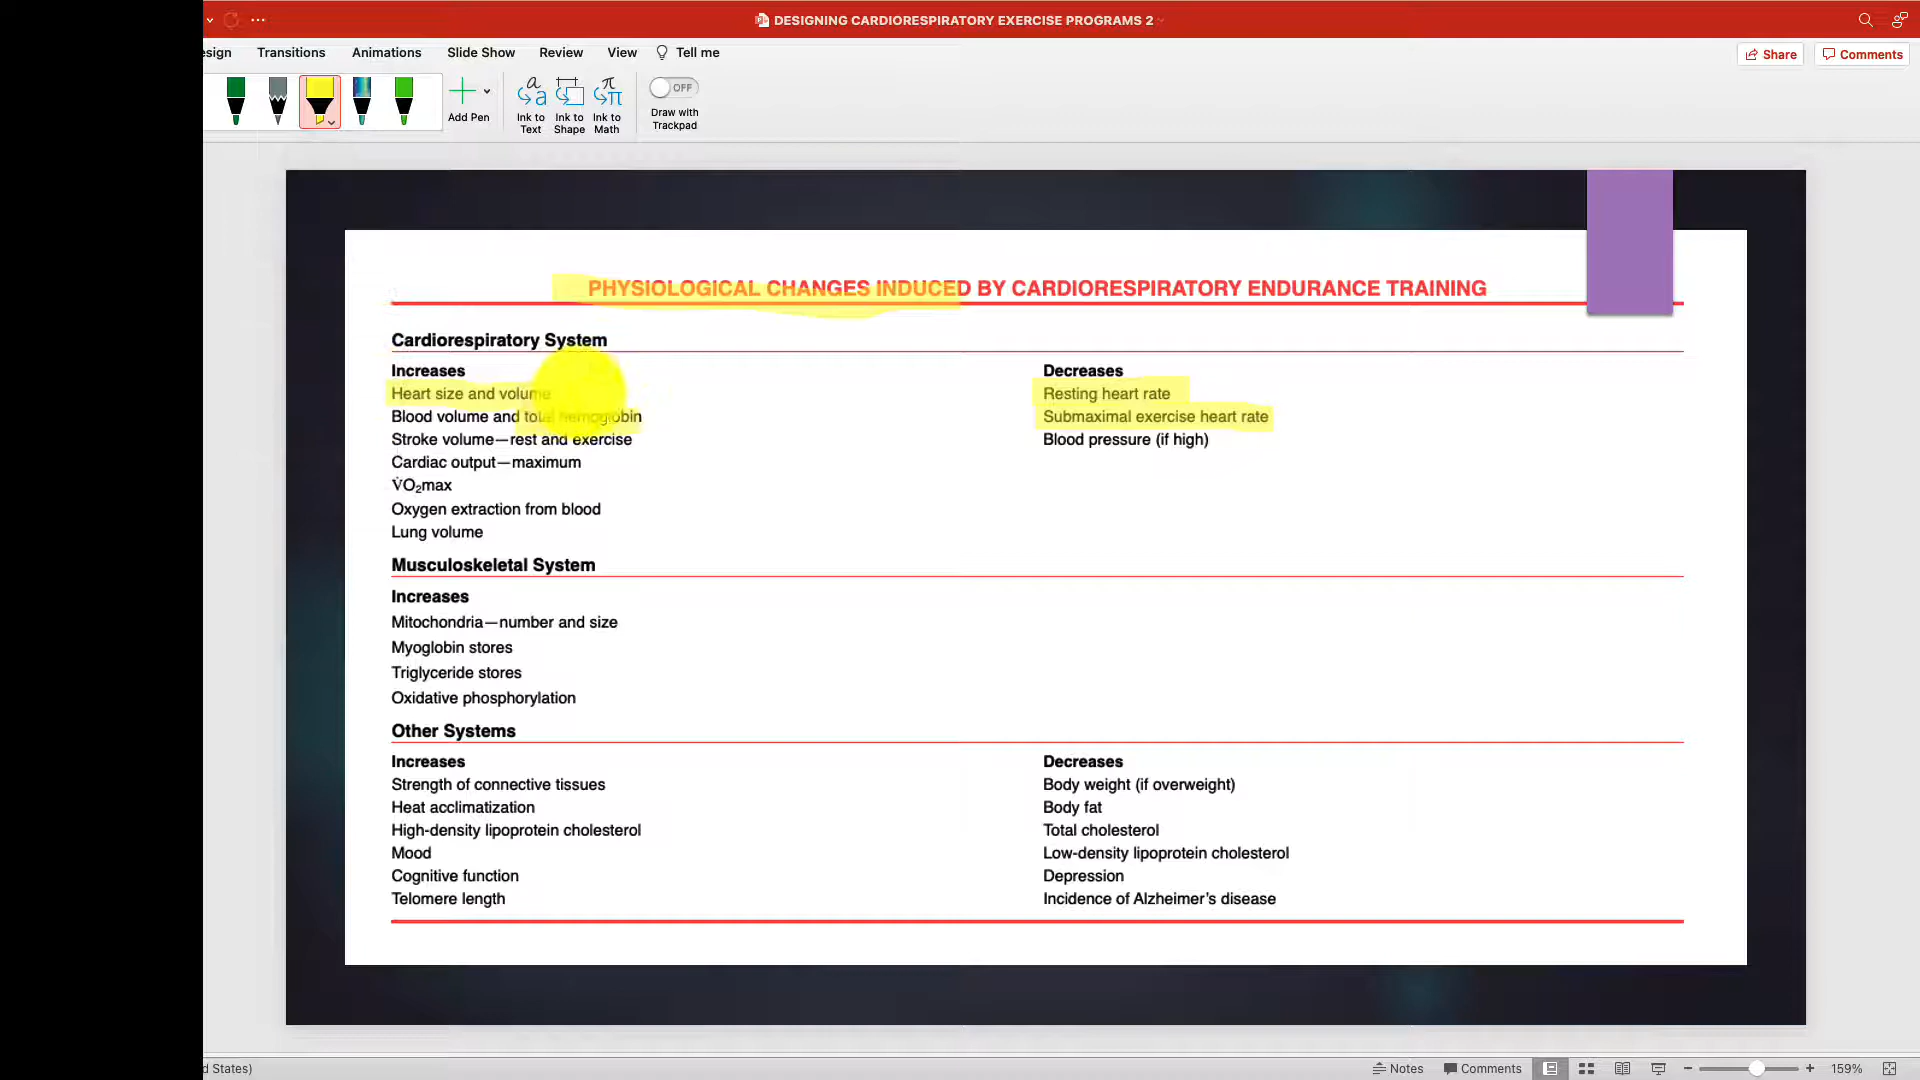 DESIGNING CARDIORESPIRATORY EXERCISE PROGRAMS 2
esign Transitions Animations Slide Show Review View Tell me
Share Comments
Add Pen
Ink to Text
Ink to Shape
Ink to Math
OFF
Draw with Trackpad
PHYSIOLOGICAL CHANGES INDUCED BY CARDIORESPIRATORY ENDURANCE TRAINING
Cardiorespiratory System
Increases
Heart size and volume
Blood volume and total hemoglobin
Stroke volume—rest and exercise
Cardiac output—maximum
V̇O₂max
Oxygen extraction from blood
Lung volume
Decreases
Resting heart rate
Submaximal exercise heart rate
Blood pressure (if high)
Musculoskeletal System
Increases
Mitochondria—number and size
Myoglobin stores
Triglyceride stores
Oxidative phosphorylation
Other Systems
Increases
Strength of connective tissues
Heat acclimatization
High-density lipoprotein cholesterol
Mood
Cognitive function
Telomere length
Decreases
Body weight (if overweight)
Body fat
Total cholesterol
Low-density lipoprotein cholesterol
Depression
Incidence of Alzheimer’s disease
d States)
Notes Comments 159%